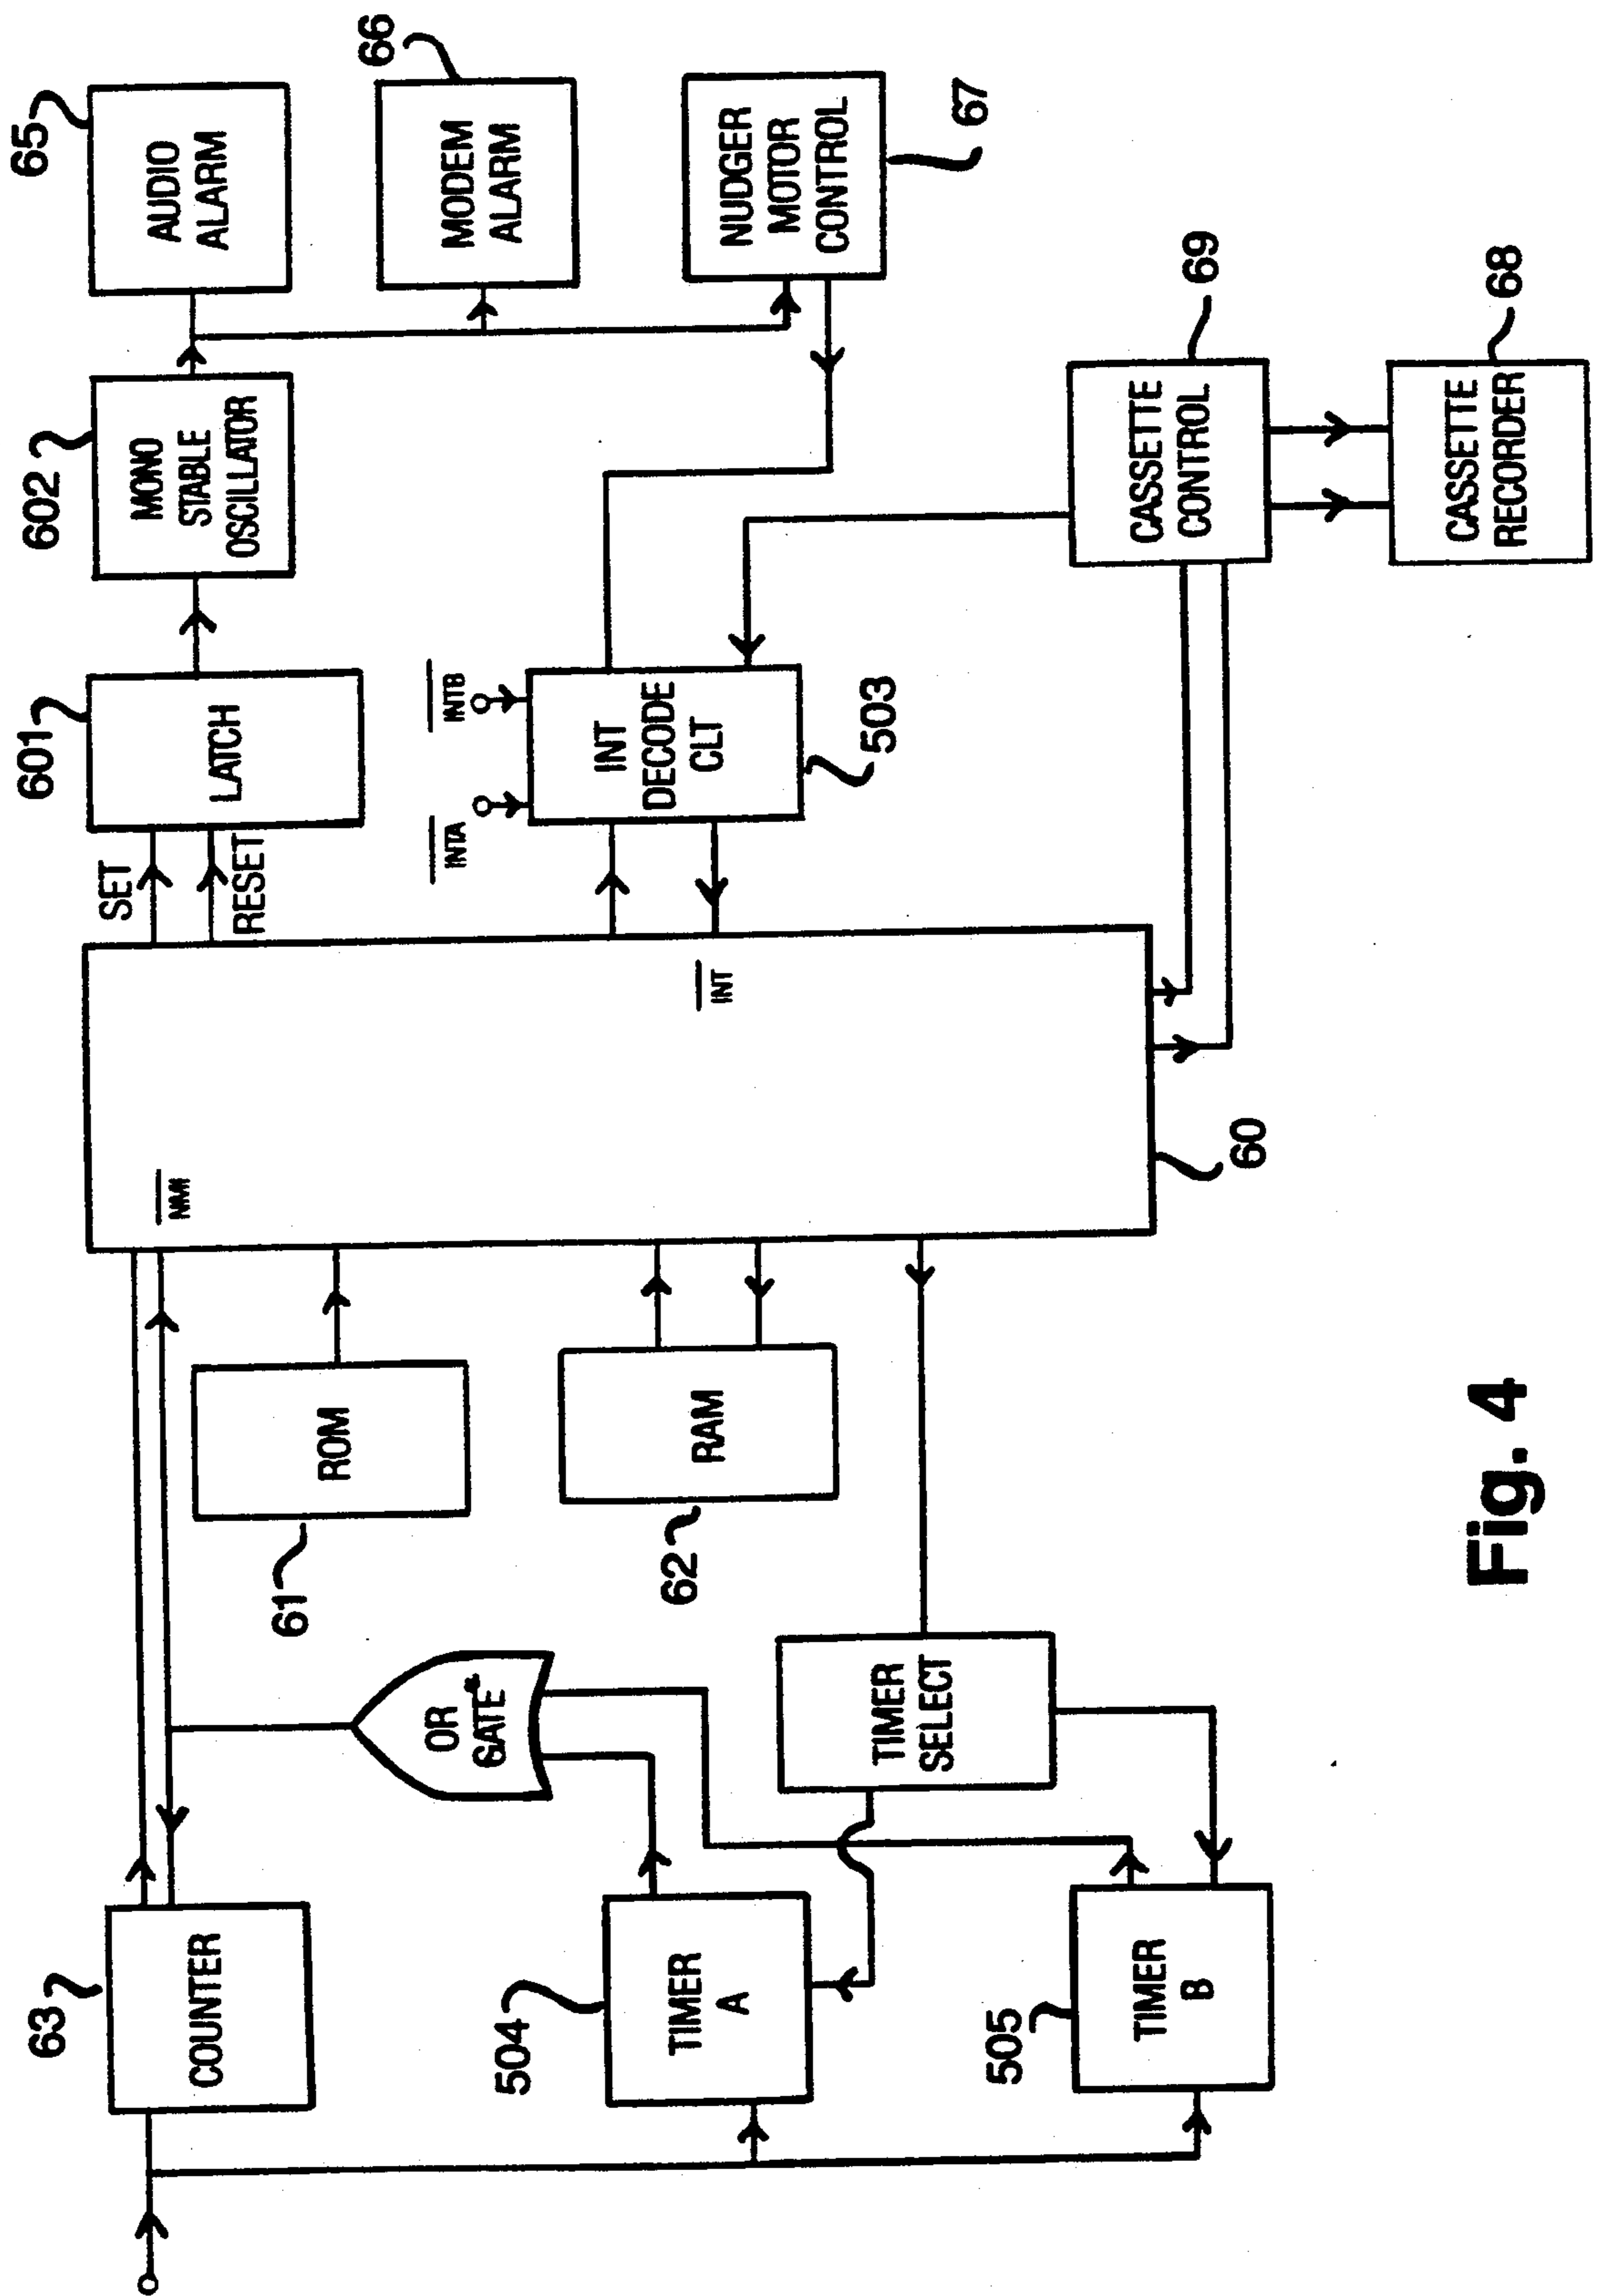 65
AUDIO
ALARM
66
MODEM
ALARM
67
NUDGER
MOTOR
CONTROL
602
MONO
STABLE
OSCILLATOR
601
LATCH
SET
RESET
INTA
INTB
INT
DECODE
CLT
503
69
CASSETTE
CONTROL
68
CASSETTE
RECORDER
NMI
INT
60
ROM
61
RAM
62
OR
GATE
TIMER
SELECT
63
COUNTER
504
TIMER
A
505
TIMER
B
Fig. 4